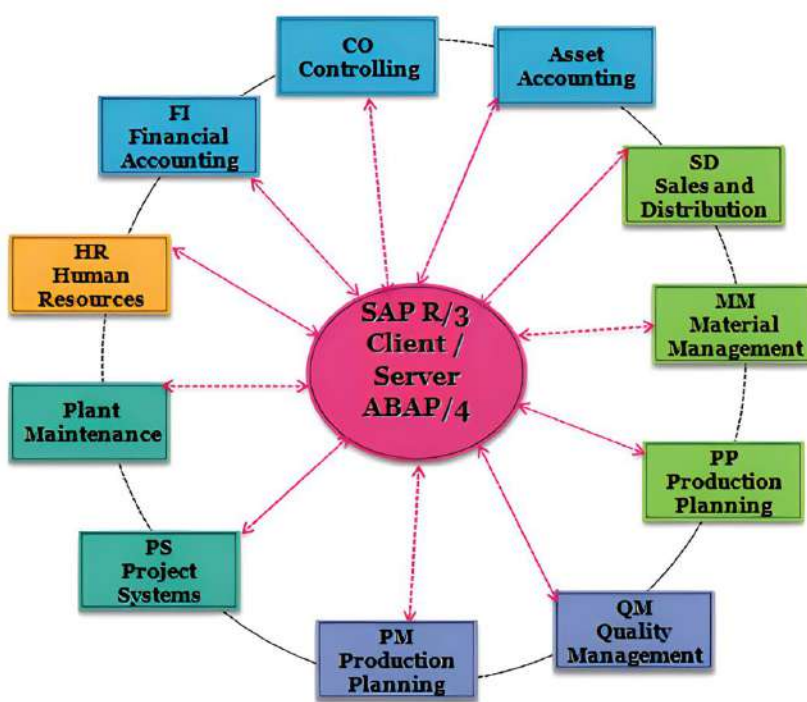 CO
Controlling
Asset
Accounting
FI
Financial
Accounting
SD
Sales and
Distribution
HR
Human
Resources
SAP R/3
Client /
Server
ABAP/4
MM
Material
Management
Plant
Maintenance
PP
Production
Planning
PS
Project
Systems
QM
Quality
Management
PM
Production
Planning